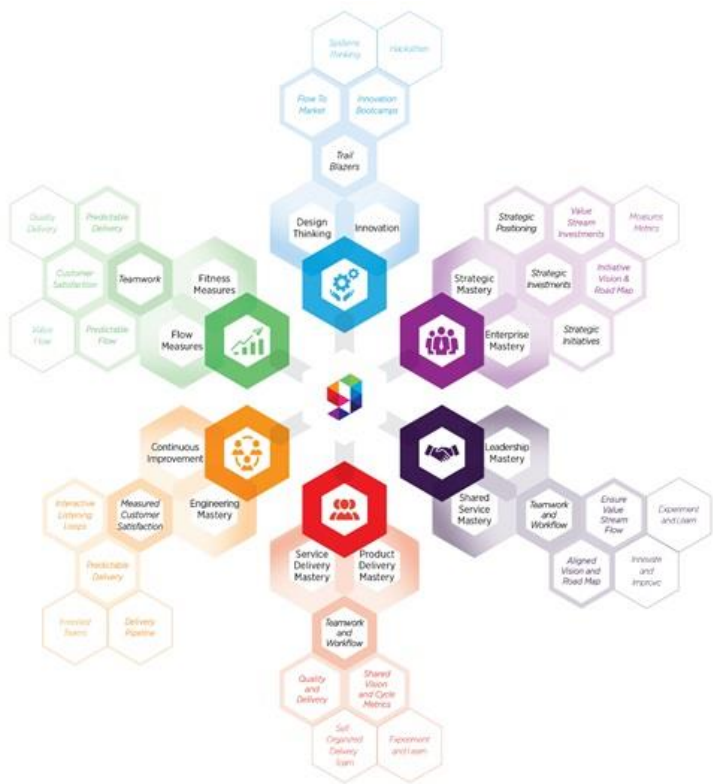 Systems
Thinking
Hackathon
Flow To
Market
Innovation
Bootcamps
Trail
Blazers
Design
Thinking
Innovation
Quality
Delivery
Predictable
Delivery
Customer
Satisfaction
Teamwork
Fitness
Measures
Value
Flow
Predictable
Flow
Flow
Measures
Strategic
Positioning
Value
Stream
Investments
Measures
Metrics
Strategic
Mastery
Strategic
Investments
Initiative
Vision &
Road Map
Enterprise
Mastery
Strategic
Initiatives
Continuous
Improvement
Engineering
Mastery
Interactive
Listening
Loops
Measured
Customer
Satisfaction
Predictable
Delivery
Teams
Delivery
Pipeline
Leadership
Mastery
Shared
Service
Mastery
Teamwork
and
Workflow
Ensure
Value
Stream
Flow
Experiment
and Learn
Aligned
Vision and
Road Map
Innovate
and
Improve
Service
Delivery
Mastery
Product
Delivery
Mastery
Teamwork
and
Workflow
Quality
and
Delivery
Shared
Vision
and Cycle
Metrics
Self
Organized
Delivery
Team
Experiment
and Learn